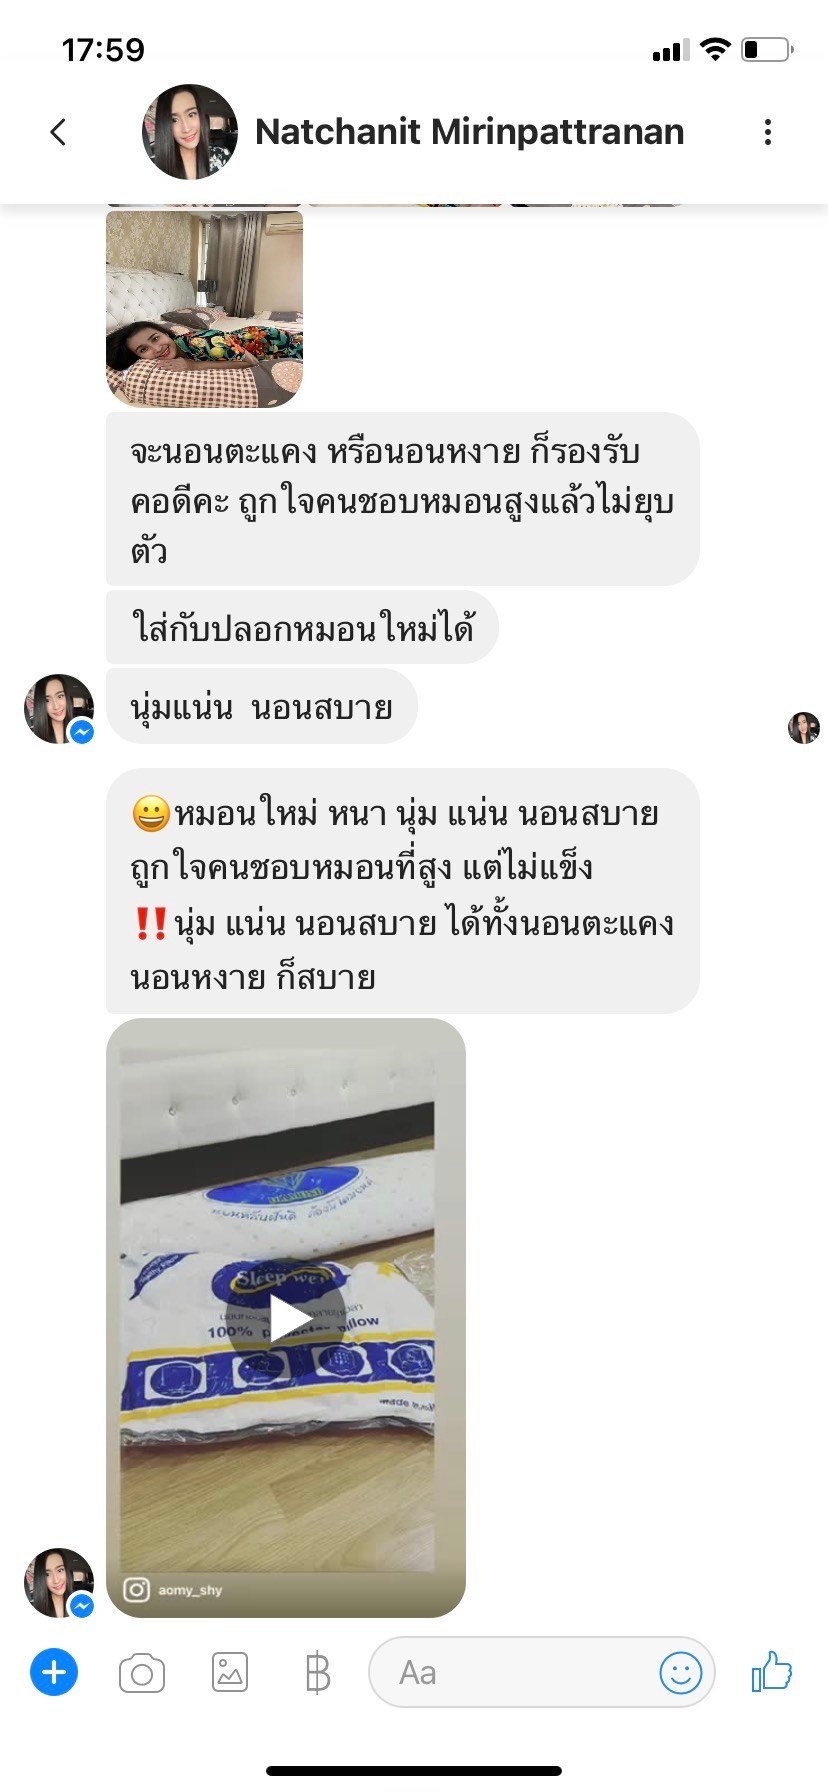 17:59
Natchanit Mirinpattranan
จะนอนตะแคง หรือนอนหงาย ก็รองรับ
คอดีคะ ถูกใจคนชอบหมอนสูงแล้วไม่ยุบ
ตัว
ใส่กับปลอกหมอนใหม่ได้
นุ่มแน่น นอนสบาย
😀หมอนใหม่ หนา นุ่ม แน่น นอนสบาย
ถูกใจคนชอบหมอนที่สูง แต่ไม่แข็ง
‼️นุ่ม แน่น นอนสบาย ได้ทั้งนอนตะแคง
นอนหงาย ก็สบาย
Sleep well
100%
made in
aomy_shy
Aa